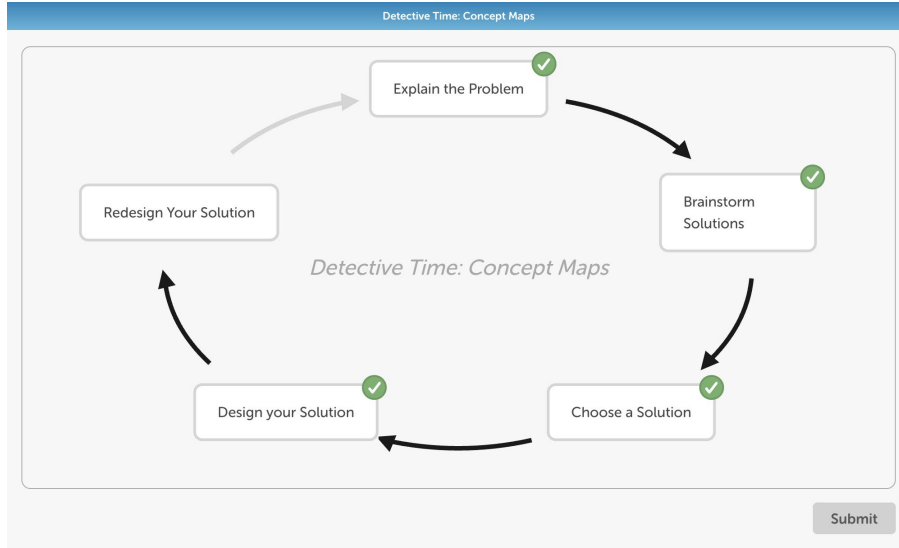 Detective Time: Concept Maps
Explain the Problem
Brainstorm
Solutions
Redesign Your Solution
Detective Time: Concept Maps
Design your Solution
Choose a Solution
Submit